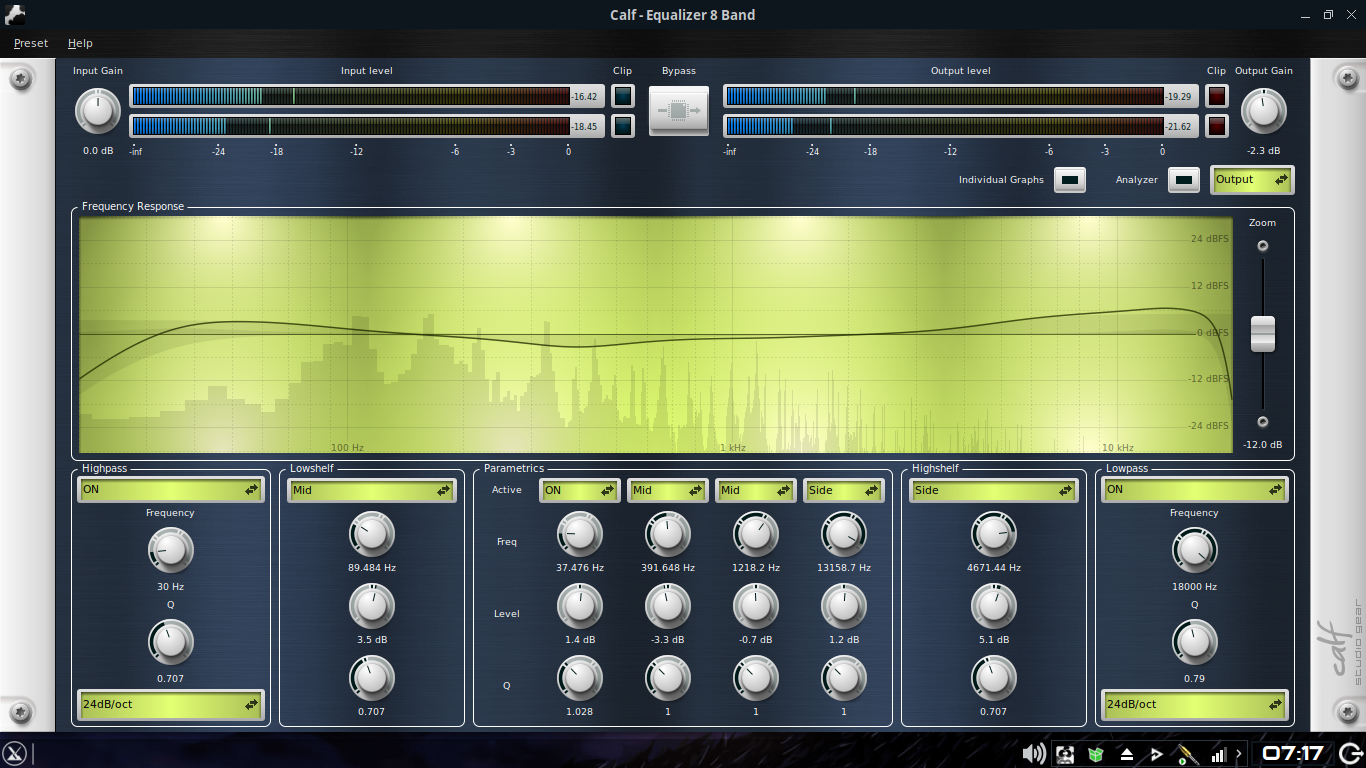 Calf - Equalizer 8 Band
Preset Help
Input Gain Input level Clip Bypass Output level Clip Output Gain
-16.42 -19.29
-18.45 -21.62
0.0 dB -inf -24 -18 -12 -6 -3 0 -inf -24 -18 -12 -6 -3 0 -2.3 dB
Individual Graphs Analyzer Output
Frequency Response
Zoom
24 dBFS
12 dBFS
0 dBFS
-12 dBFS
-24 dBFS
100 Hz 1 kHz 10 kHz
-12.0 dB
Highpass Lowshelf Parametrics Highshelf Lowpass
ON Mid Active ON Mid Mid Side Side ON
Frequency Frequency
Freq
89.484 Hz 37.476 Hz 391.648 Hz 1218.2 Hz 13158.7 Hz 4671.44 Hz
30 Hz 18000 Hz
Q Q
Level
3.5 dB 1.4 dB -3.3 dB -0.7 dB 1.2 dB 5.1 dB
0.707 0.79
Q
24dB/oct 24dB/oct
0.707 1.028 1 1 1 0.707
calf
studio gear
07:17